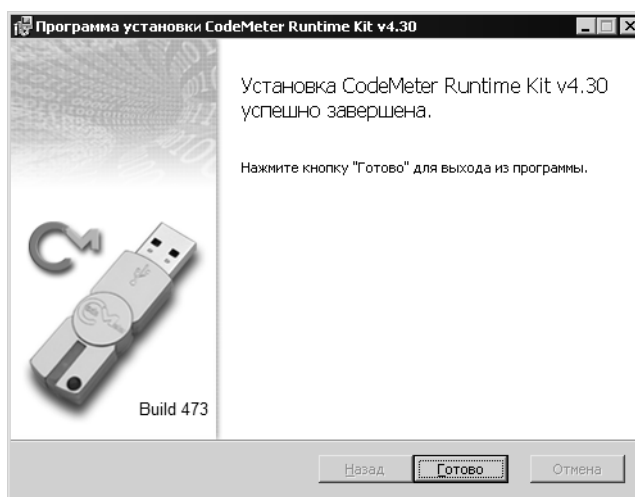 Программа установки CodeMeter Runtime Kit v4.30
Установка CodeMeter Runtime Kit v4.30
успешно завершена.
Нажмите кнопку "Готово" для выхода из программы.
Build 473
Назад
Готово
Отмена